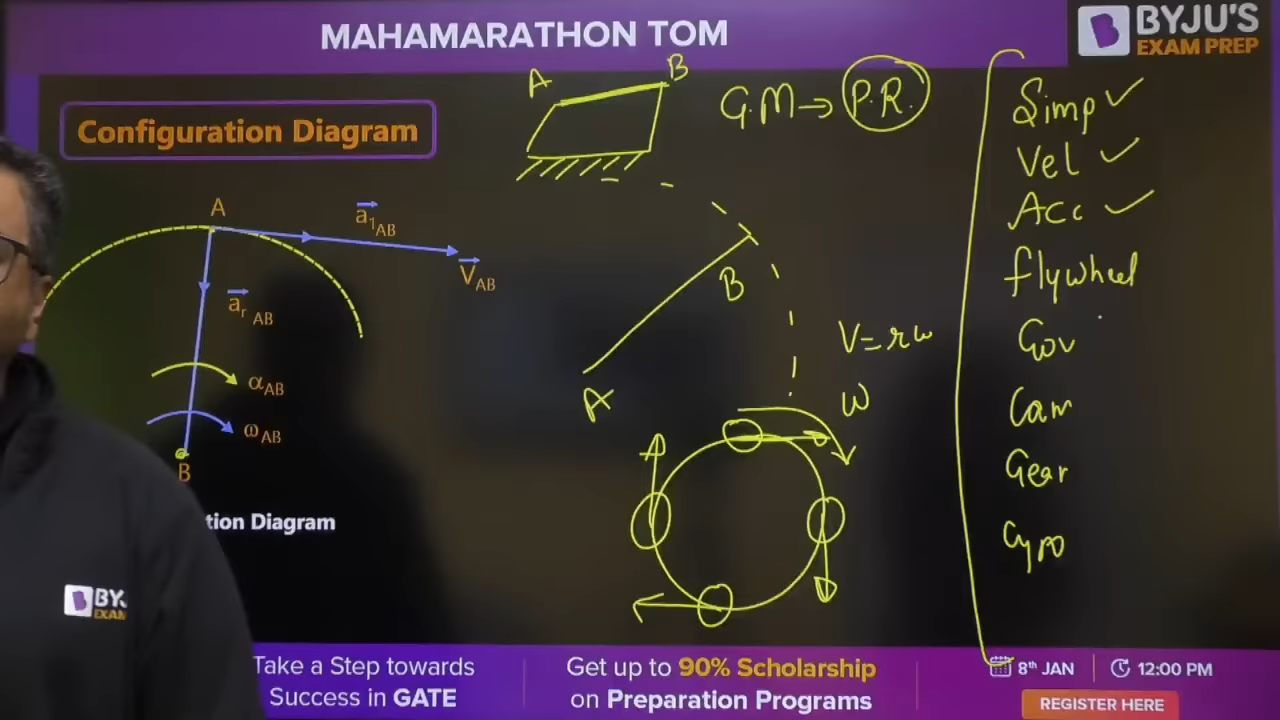 MAHAMARATHON TOM
BYJU'S
EXAM PREP
Configuration Diagram
A
a₁AB
VAB
arAB
αAB
ωAB
B
tion Diagram
A
B
G.M → P.R.
B
A
V=rω
ω
Simp ✓
Vel ✓
Acc ✓
flywheel
Gov
Cam
Gear
Gyro
BYJ
EXAM
Take a Step towards
Success in GATE
Get up to 90% Scholarship
on Preparation Programs
8th JAN
12:00 PM
REGISTER HERE